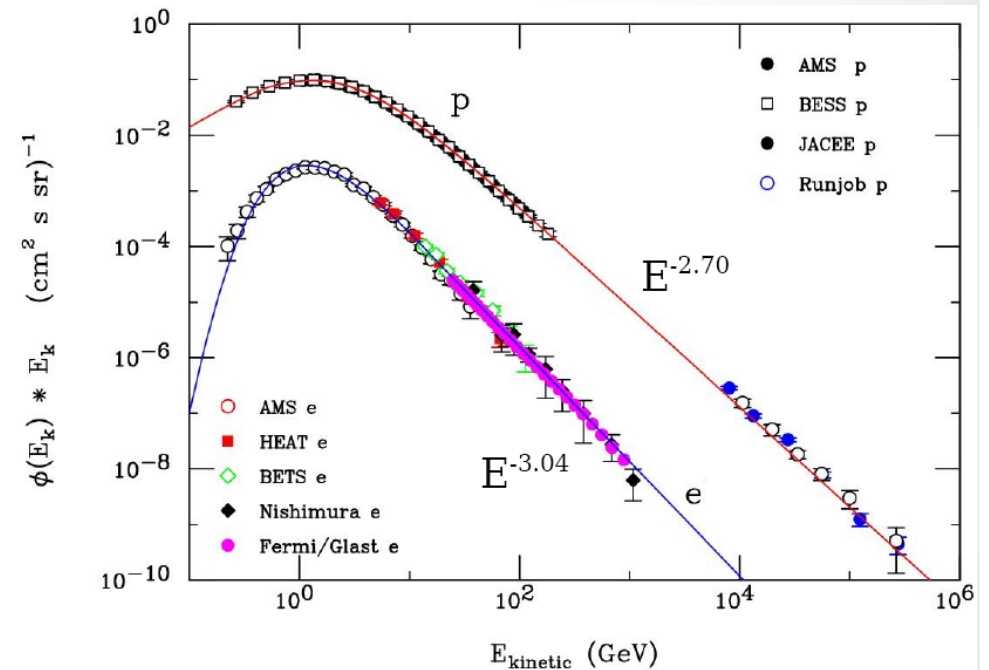 10^0
10^-2
10^-4
10^-6
10^-8
10^-10
ϕ(E_k) * E_k (cm^2 s sr)^-1
p
AMS p
BESS p
JACEE p
Runjob p
E^-2.70
AMS e
HEAT e
BETS e
Nishimura e
Fermi/Glast e
E^-3.04
e
10^0
10^2
10^4
10^6
E_kinetic (GeV)